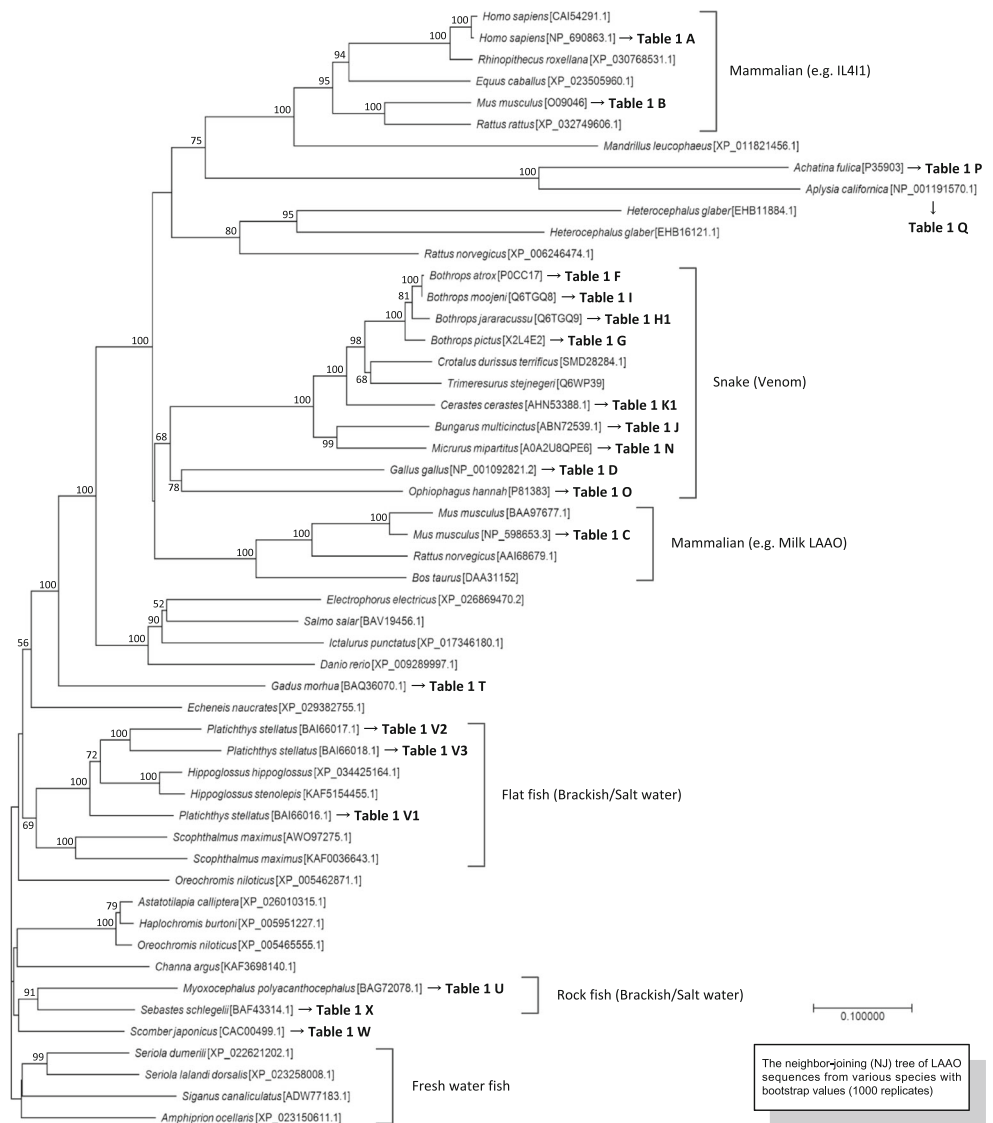 100 Homo sapiens [CAI54291.1]
100 Homo sapiens [NP_690863.1] → Table 1 A
94 Rhinopithecus roxellana [XP_030768531.1]
Mammalian (e.g. IL4I1)
95 Equus caballus [XP_023505960.1]
100 100 Mus musculus [O09046] → Table 1 B
Rattus rattus [XP_032749606.1]
75 Mandrillus leucophaeus [XP_011821456.1]
100 Achatina fulica [P35903] → Table 1 P
Aplysia californica [NP_001191570.1]
↓
Table 1 Q
95 Heterocephalus glaber [EHB11884.1]
80 Heterocephalus glaber [EHB16121.1]
Rattus norvegicus [XP_006246474.1]
100 Bothrops atrox [P0CC17] → Table 1 F
81 Bothrops moojeni [Q6TGQ8] → Table 1 I
100 Bothrops jararacussu [Q6TGQ9] → Table 1 H1
100 98 Bothrops pictus [X2L4E2] → Table 1 G
Crotalus durissus terrificus [SMD28284.1]
100 68 Trimeresurus stejnegeri [Q6WP39]
Snake (Venom)
100 Cerastes cerastes [AHN53388.1] → Table 1 K1
Bungarus multicinctus [ABN72539.1] → Table 1 J
68 99 Micrurus mipartitus [A0A2U8QPE6] → Table 1 N
Gallus gallus [NP_001092821.2] → Table 1 D
100 78 Ophiophagus hannah [P81383] → Table 1 O
100 Mus musculus [BAA97677.1]
100 Mus musculus [NP_598653.3] → Table 1 C
Mammalian (e.g. Milk LAAO)
100 Rattus norvegicus [AAI68679.1]
Bos taurus [DAA31152]
100 52 Electrophorus electricus [XP_026869470.2]
90 Salmo salar [BAV19456.1]
100 Ictalurus punctatus [XP_017346180.1]
56 Danio rerio [XP_009289997.1]
Gadus morhua [BAQ36070.1] → Table 1 T
Echeneis naucrates [XP_029382755.1]
100 Platichthys stellatus [BAI66017.1] → Table 1 V2
72 Platichthys stellatus [BAI66018.1] → Table 1 V3
100 100 Hippoglossus hippoglossus [XP_034425164.1]
Hippoglossus stenolepis [KAF5154455.1]
Flat fish (Brackish/Salt water)
69 Platichthys stellatus [BAI66016.1] → Table 1 V1
100 Scophthalmus maximus [AWO97275.1]
Scophthalmus maximus [KAF0036643.1]
Oreochromis niloticus [XP_005462871.1]
79 Astatotilapia calliptera [XP_026010315.1]
100 Haplochromis burtoni [XP_005951227.1]
Oreochromis niloticus [XP_005465555.1]
Channa argus [KAF3698140.1]
91 Myoxocephalus polyacanthocephalus [BAG72078.1] → Table 1 U
Rock fish (Brackish/Salt water)
Sebastes schlegelii [BAF43314.1] → Table 1 X
0.100000
Scomber japonicus [CAC00499.1] → Table 1 W
99 Seriola dumerili [XP_022621202.1]
Seriola lalandi dorsalis [XP_023258008.1]
Fresh water fish
Siganus canaliculatus [ADW77183.1]
Amphiprion ocellaris [XP_023150611.1]
The neighbor-joining (NJ) tree of LAAO
sequences from various species with
bootstrap values (1000 replicates)